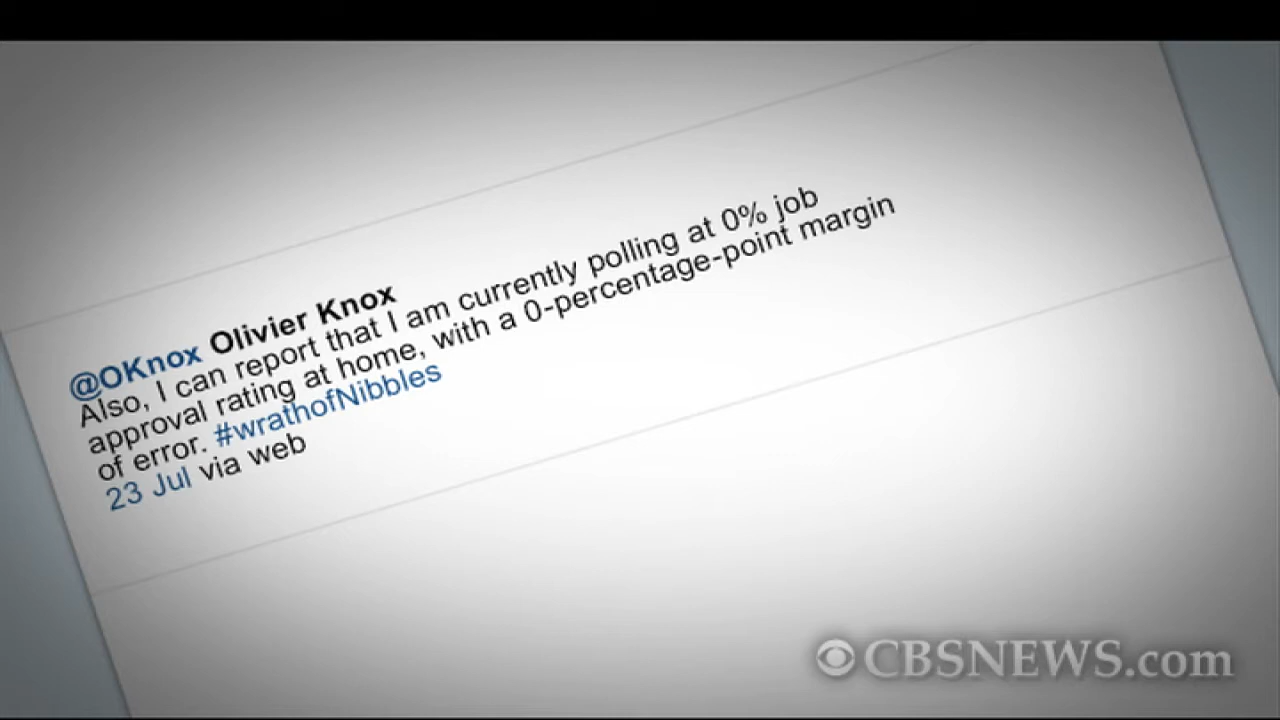 @OKnox Olivier Knox
Also, I can report that I am currently polling at 0% job
approval rating at home, with a 0-percentage-point margin
of error. #wrathofNibbles
23 Jul via web
CBSNEWS.com